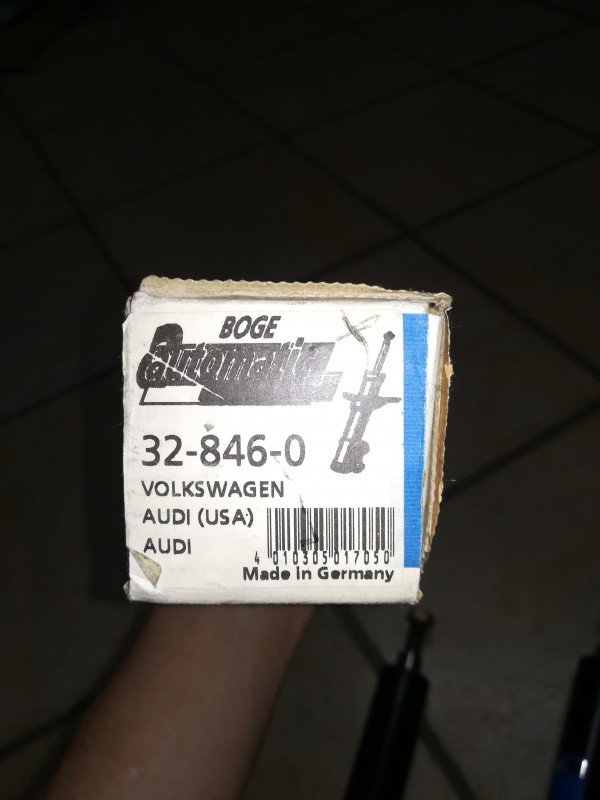 BOGE
automatic
32-846-0
VOLKSWAGEN
AUDI (USA)
AUDI
4 010305 017050
Made in Germany